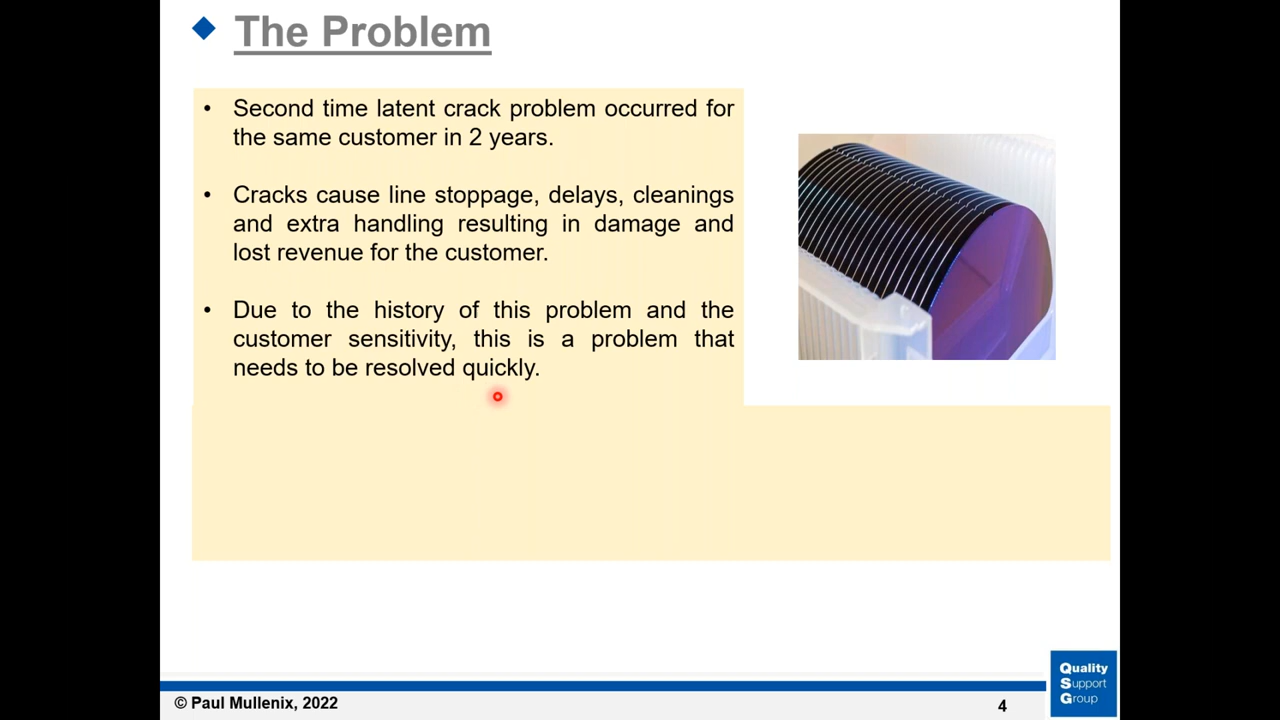 The Problem
• Second time latent crack problem occurred for
the same customer in 2 years.
• Cracks cause line stoppage, delays, cleanings
and extra handling resulting in damage and
lost revenue for the customer.
• Due to the history of this problem and the
customer sensitivity, this is a problem that
needs to be resolved quickly.
© Paul Mullenix, 2022
4
Quality
Support
Group